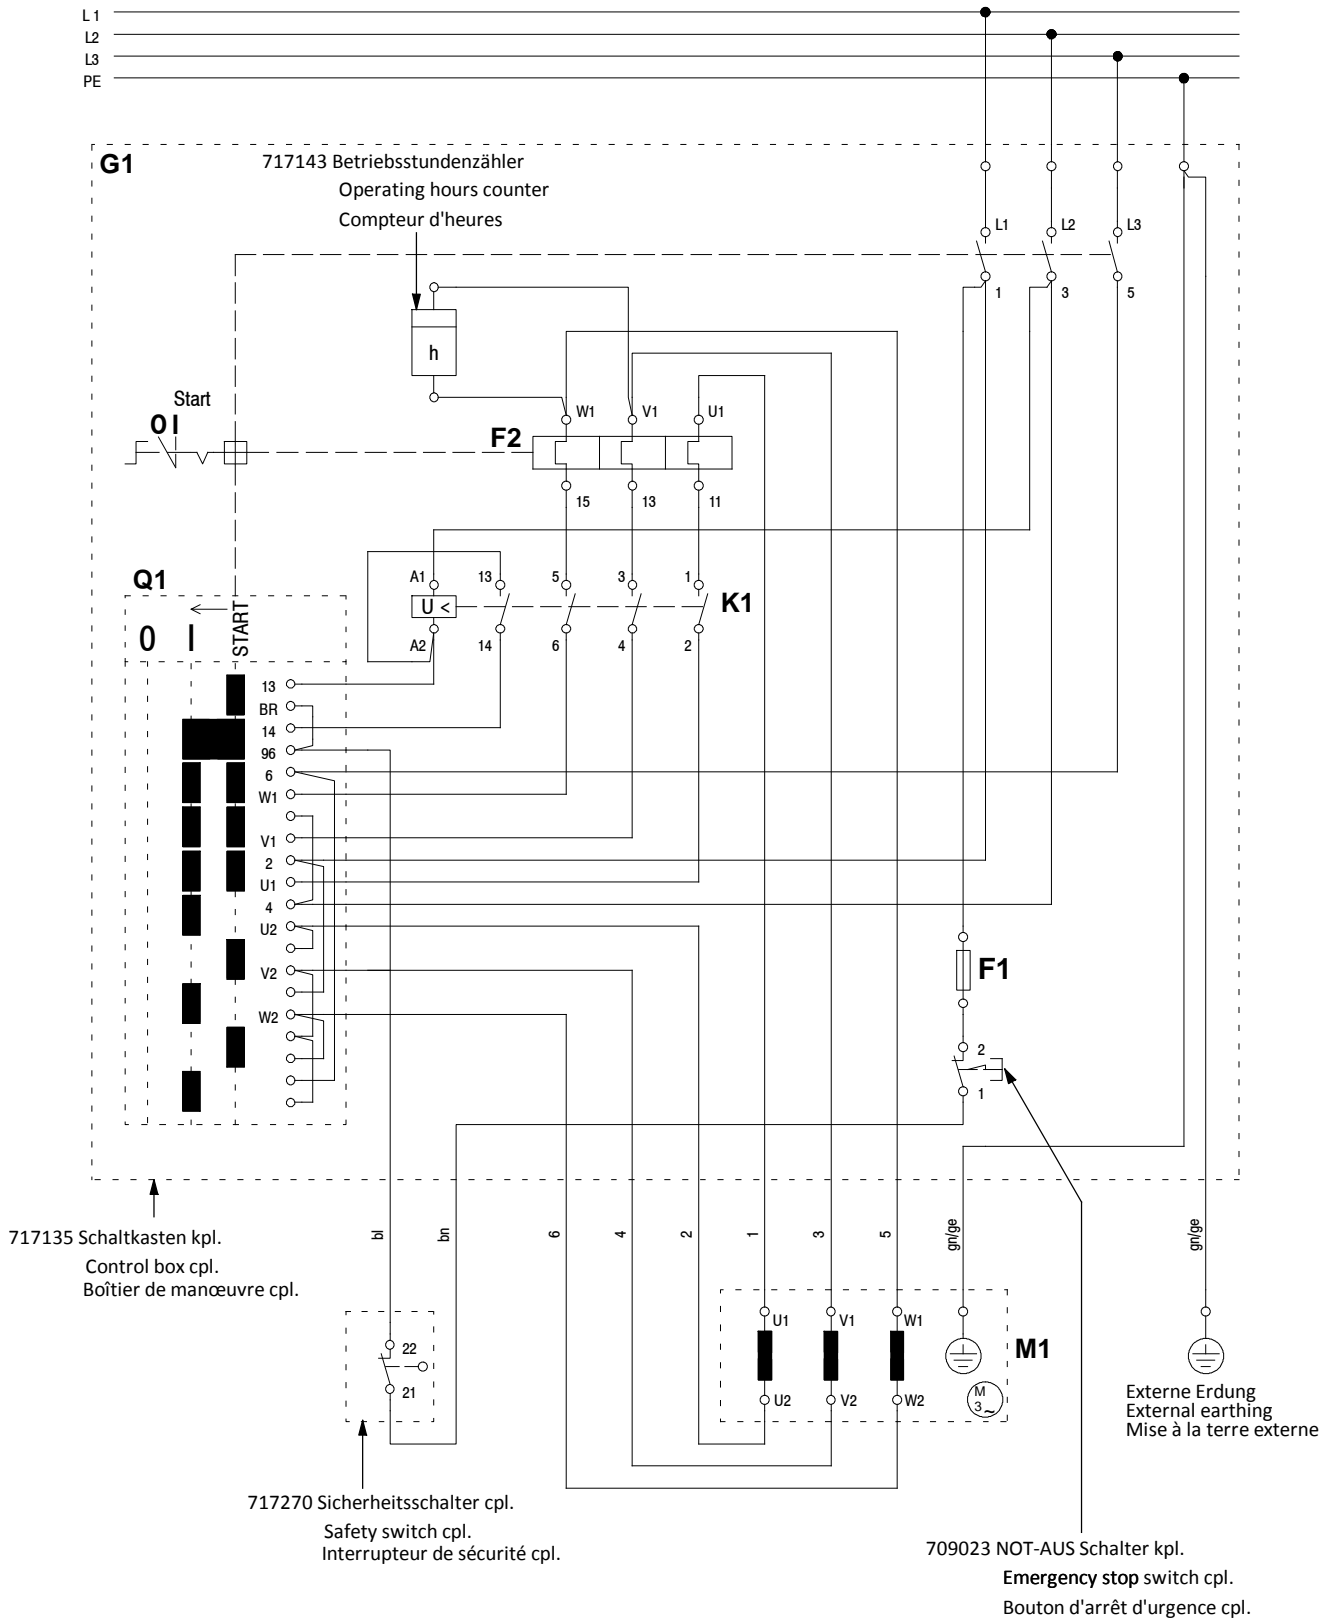 L1
L2
L3
PE
G1
717143 Betriebsstundenzähler
Operating hours counter
Compteur d'heures
L1
L2
L3
1
3
5
h
Start
0 I
W1
V1
U1
F2
15
13
11
Q1
A1
13
5
3
1
U <
K1
A2
14
6
4
2
0
I
START
13
BR
14
96
6
W1
V1
2
U1
4
U2
V2
W2
F1
2
1
717135 Schaltkasten kpl.
Control box cpl.
Boîtier de manœuvre cpl.
bl
bn
6
4
2
1
3
5
gn/ge
gn/ge
22
21
U1
V1
W1
M1
U2
V2
W2
M
3~
Externe Erdung
External earthing
Mise à la terre externe
717270 Sicherheitsschalter cpl.
Safety switch cpl.
Interrupteur de sécurité cpl.
709023 NOT-AUS Schalter kpl.
Emergency stop switch cpl.
Bouton d'arrêt d'urgence cpl.